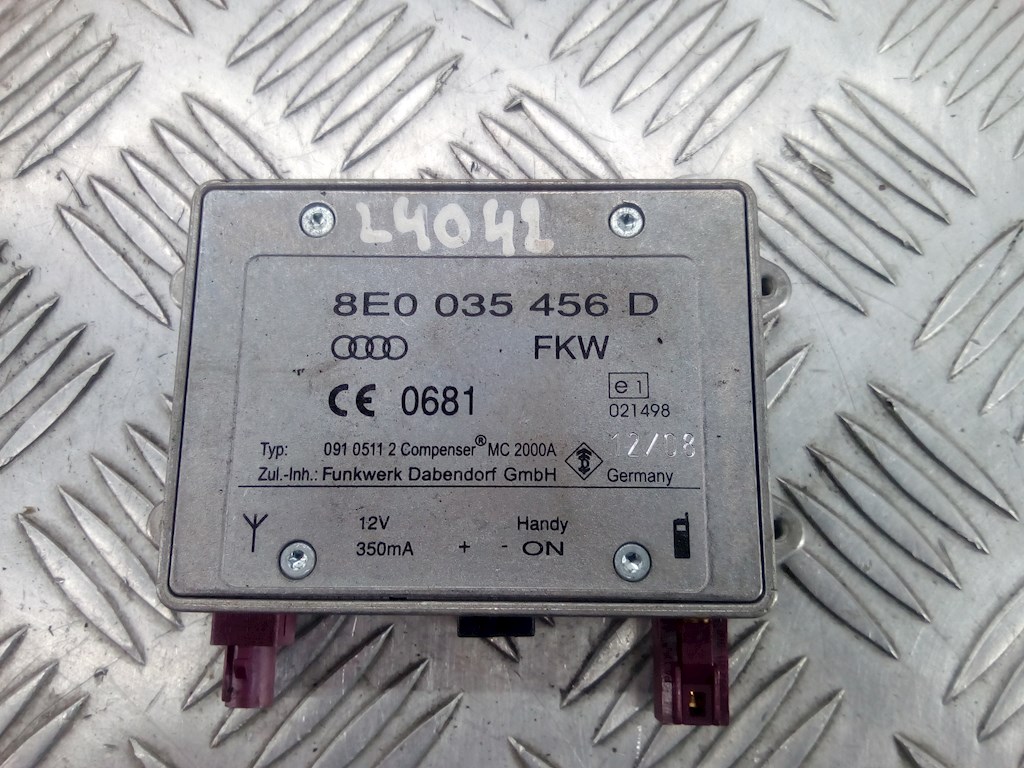 L4042
8E0 035 456 D
FKW
CE 0681
e1
021498
Typ: 091 0511 2 Compenser® MC 2000A
12/08
Zul.-Inh.: Funkwerk Dabendorf GmbH
Germany
12V
Handy
350mA + - ON